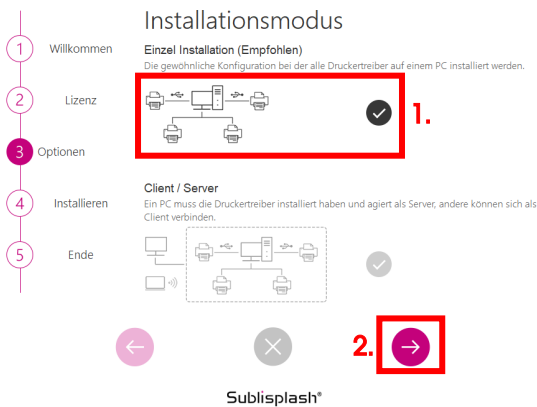 Installationsmodus
1 Willkommen
Einzel Installation (Empfohlen)
Die gewöhnliche Konfiguration bei der alle Druckertreiber auf einem PC installiert werden.
2 Lizenz
1.
3 Optionen
Client / Server
4 Installieren
Ein PC muss die Druckertreiber installiert haben und agiert als Server, andere können sich als
Client verbinden.
5 Ende
2.
Sublisplash®